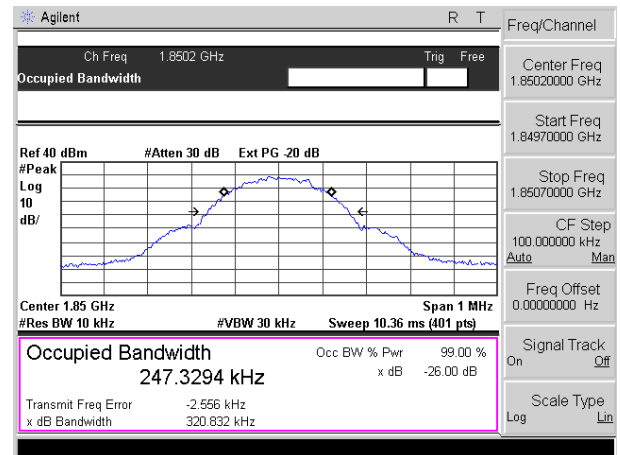 Agilent R T
Freq/Channel
Ch Freq 1.8502 GHz Trig Free
Occupied Bandwidth
Center Freq
1.85020000 GHz
Start Freq
1.84970000 GHz
Stop Freq
1.85070000 GHz
CF Step
100.000000 kHz
Auto Man
Freq Offset
0.00000000 Hz
Signal Track
On Off
Scale Type
Log Lin
Ref 40 dBm #Atten 30 dB Ext PG -20 dB
#Peak
Log
10
dB/
Center 1.85 GHz Span 1 MHz
#Res BW 10 kHz #VBW 30 kHz Sweep 10.36 ms (401 pts)
Occupied Bandwidth Occ BW % Pwr 99.00 %
247.3294 kHz x dB -26.00 dB
Transmit Freq Error -2.556 kHz
x dB Bandwidth 320.832 kHz